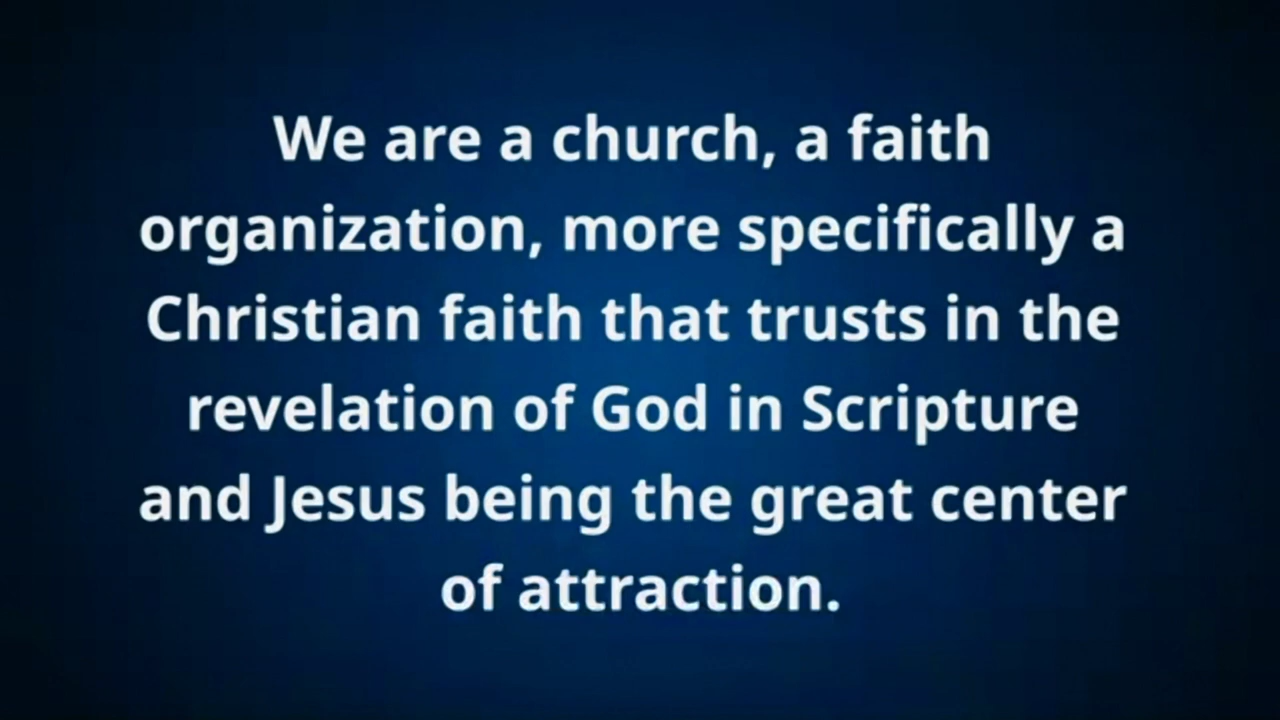 We are a church, a faith
organization, more specifically a
Christian faith that trusts in the
revelation of God in Scripture
and Jesus being the great center
of attraction.